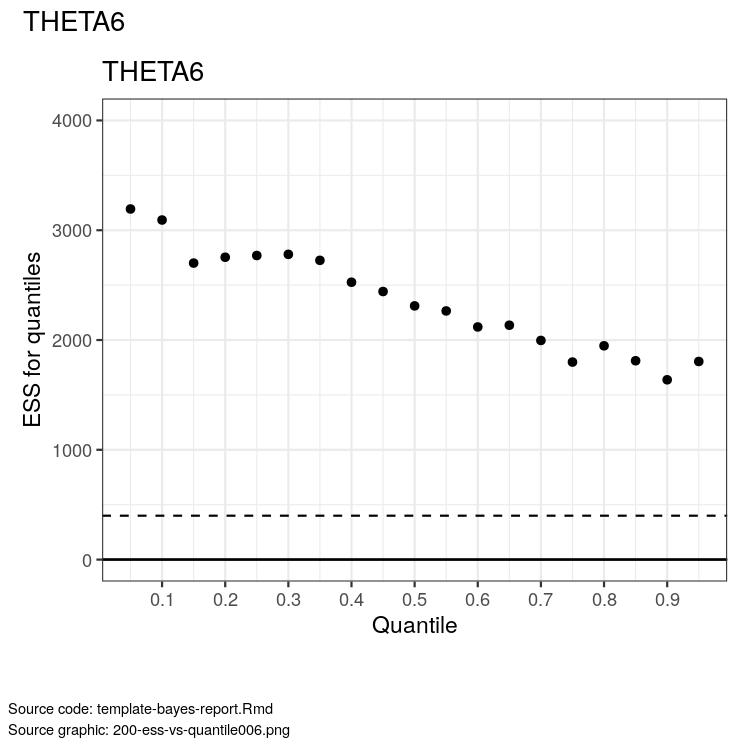 THETA6
THETA6
ESS for quantiles
4000
3000
2000
1000
0
0.1 0.2 0.3 0.4 0.5 0.6 0.7 0.8 0.9
Quantile
Source code: template-bayes-report.Rmd
Source graphic: 200-ess-vs-quantile006.png